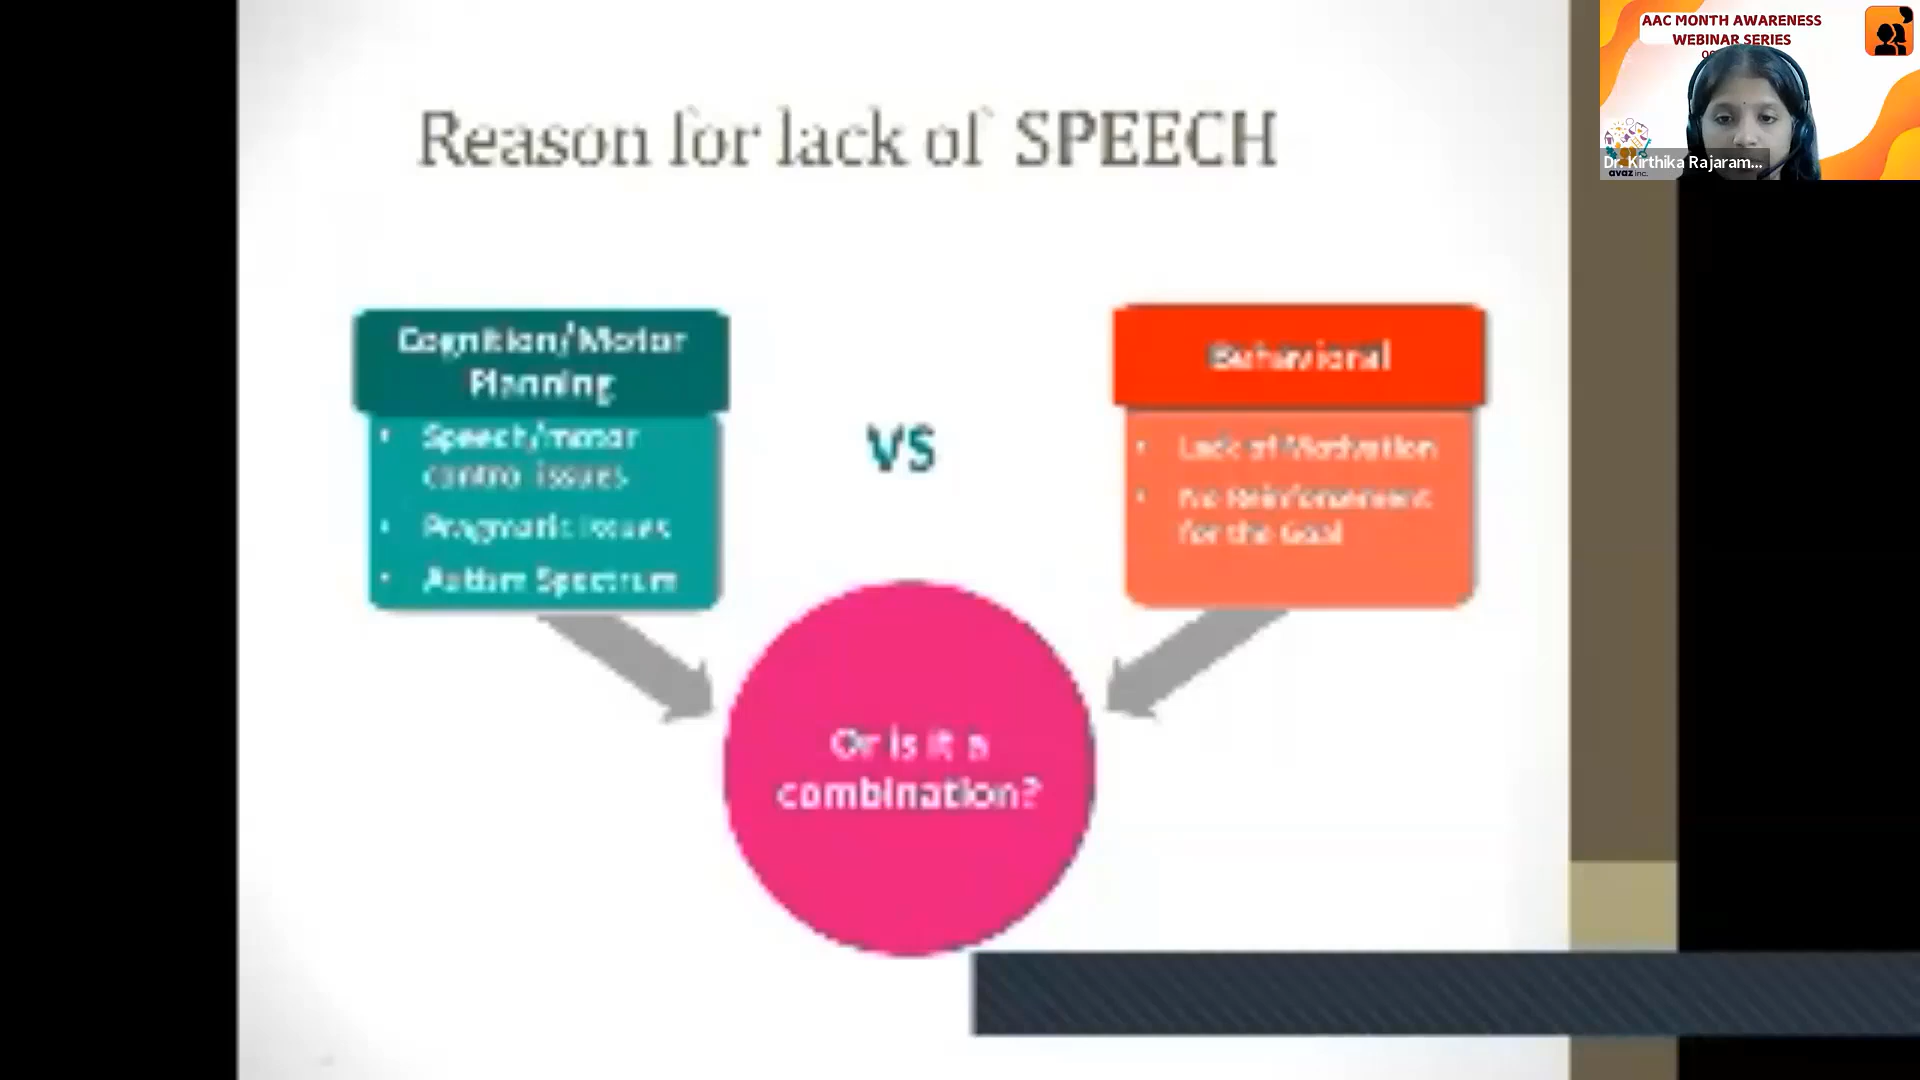 AAC MONTH AWARENESS
WEBINAR SERIES
Dr. Kirthika Rajaram...
avaz inc.
Reason for lack of SPEECH
Cognition/Motor
Planning
• Speech/motor
control issues
• Pragmatic issues
• Autism Spectrum
VS
Behavioral
• Lack of Motivation
• No Reinforcement
for the Goal
Or is it a
combination?